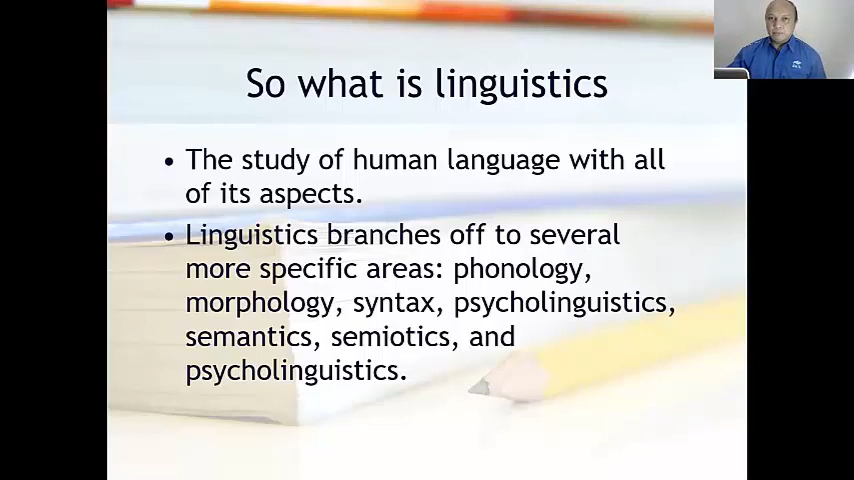 So what is linguistics
• The study of human language with all
of its aspects.
• Linguistics branches off to several
more specific areas: phonology,
morphology, syntax, psycholinguistics,
semantics, semiotics, and
psycholinguistics.